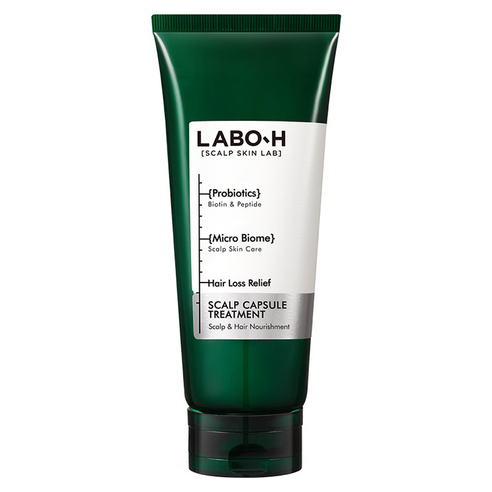 LABO-H
[SCALP SKIN LAB]
{Probiotics}
Biotin & Peptide
{Micro Biome}
Scalp Skin Care
Hair Loss Relief
SCALP CAPSULE
TREATMENT
Scalp & Hair Nourishment